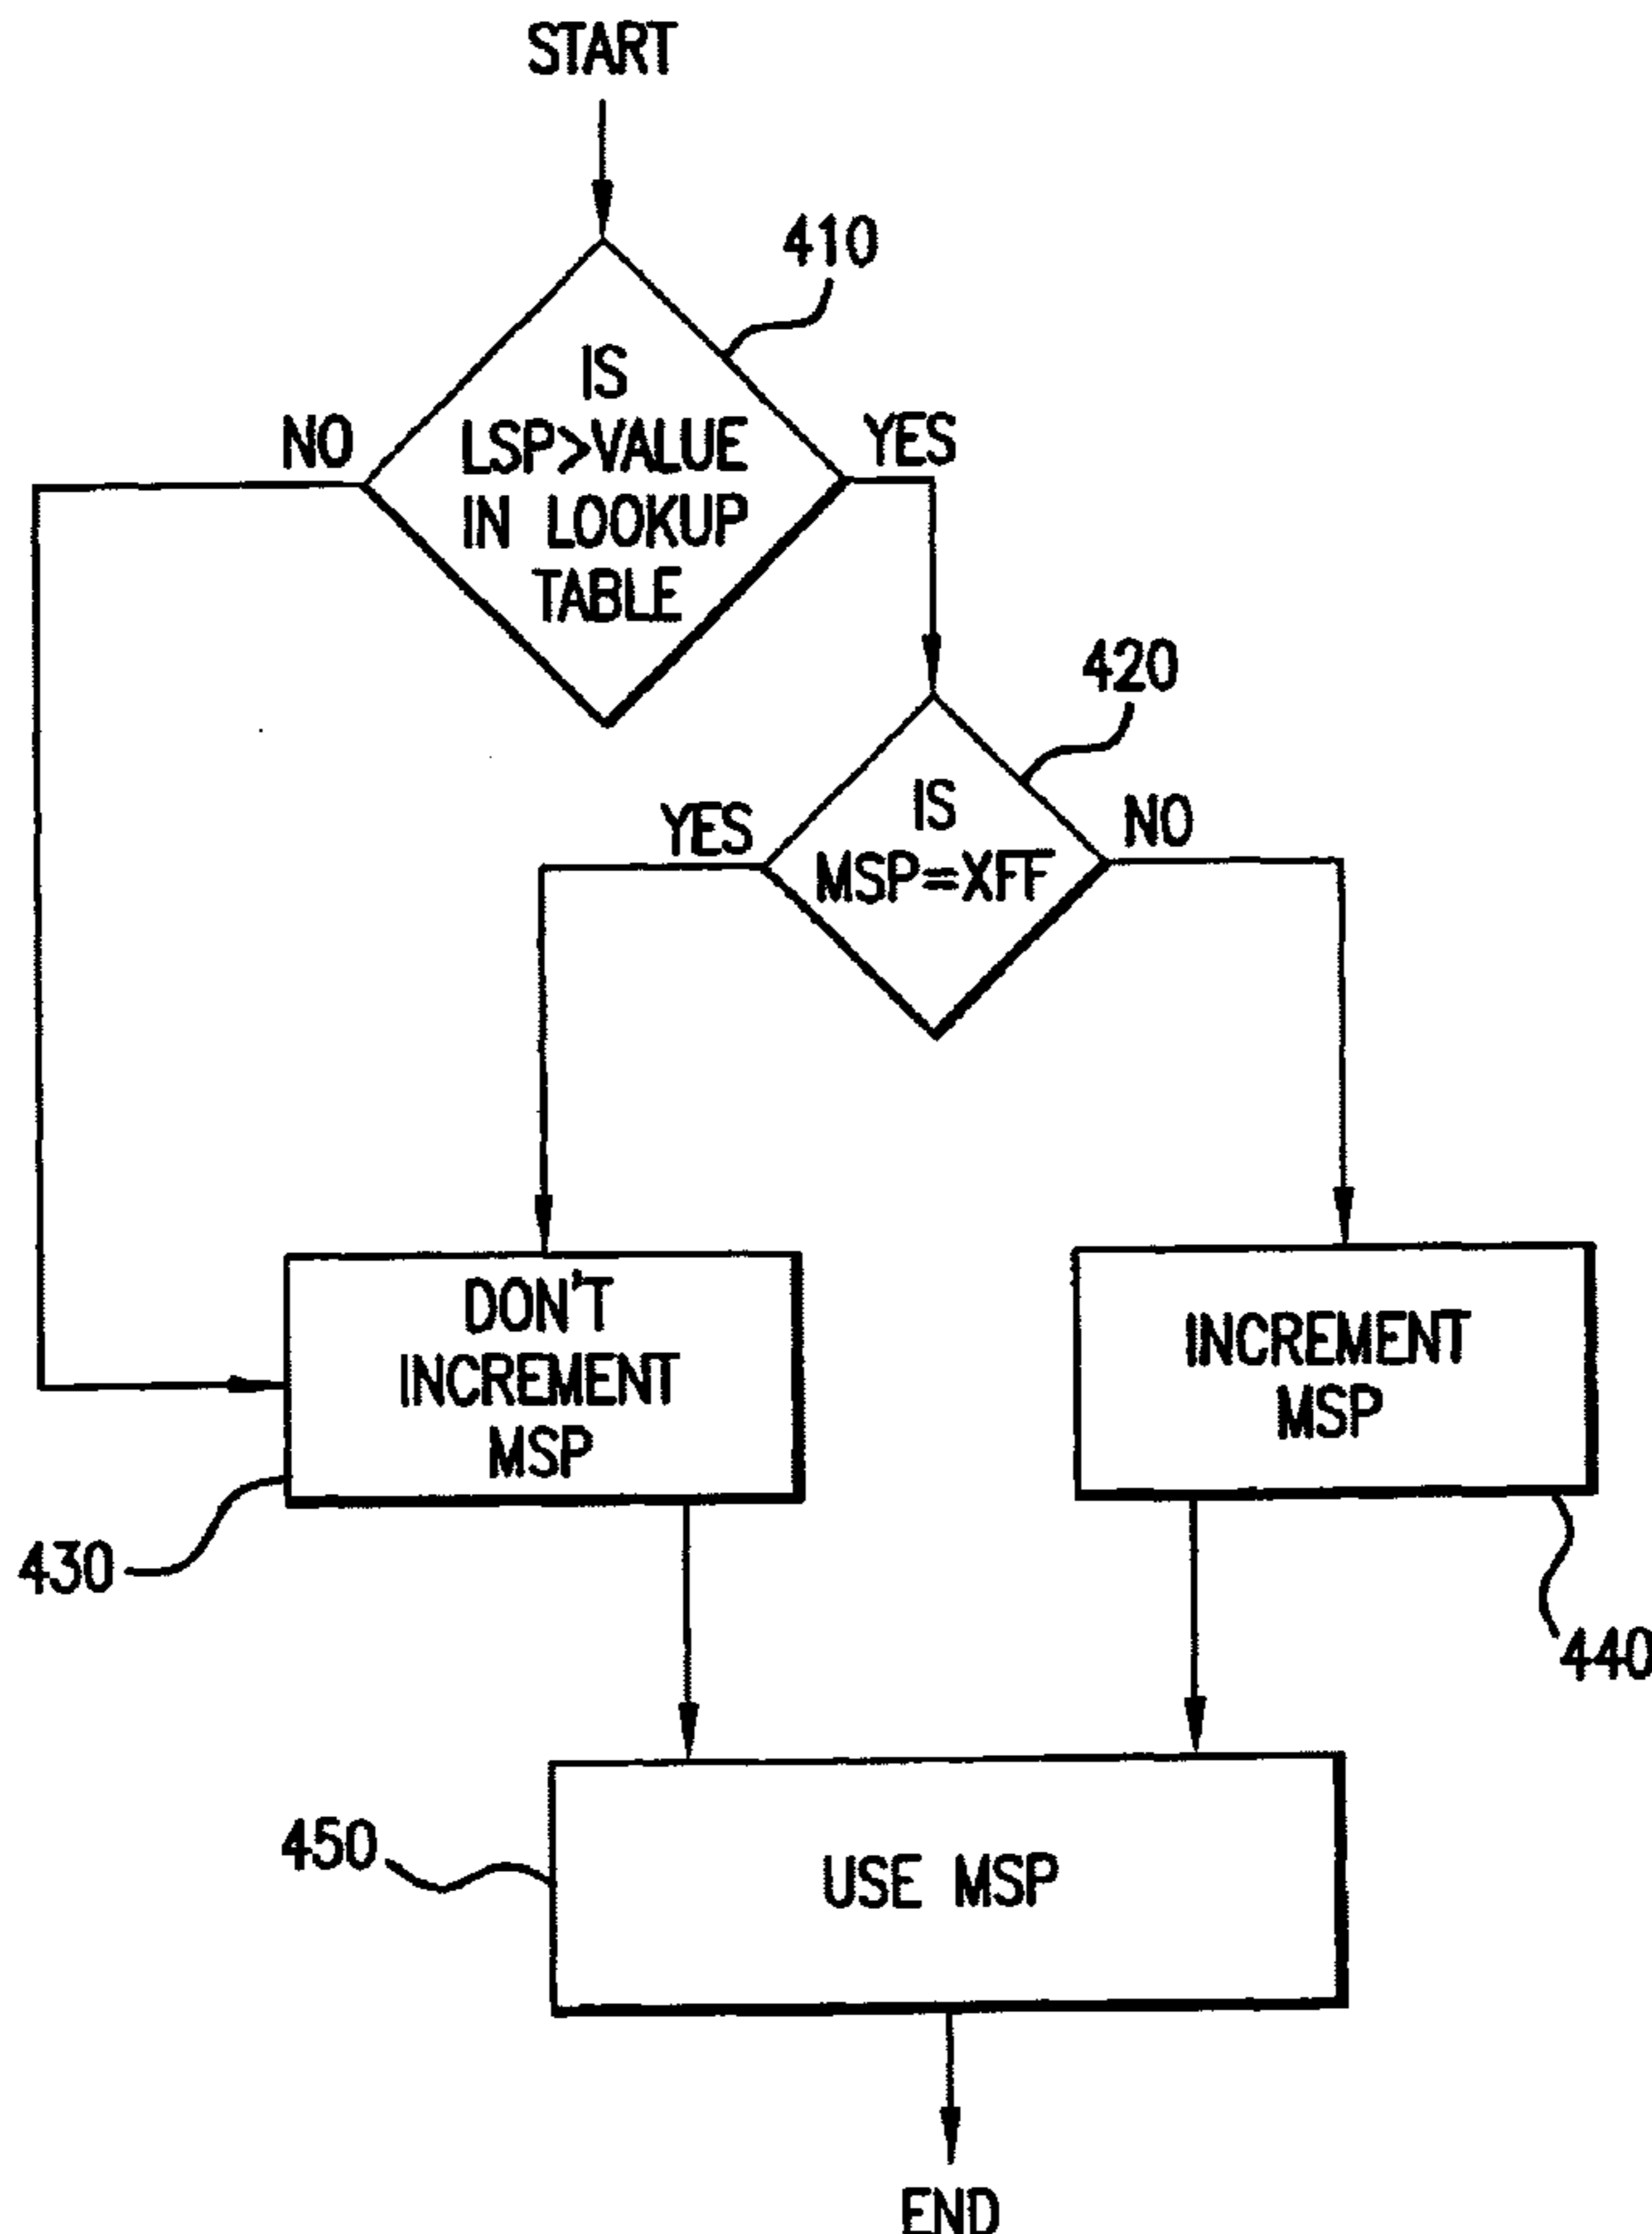 START
410
IS
LSP>VALUE
IN LOOKUP
TABLE
NO
YES
420
IS
MSP=XFF
YES
NO
DON'T
INCREMENT
MSP
INCREMENT
MSP
430
440
450
USE MSP
END